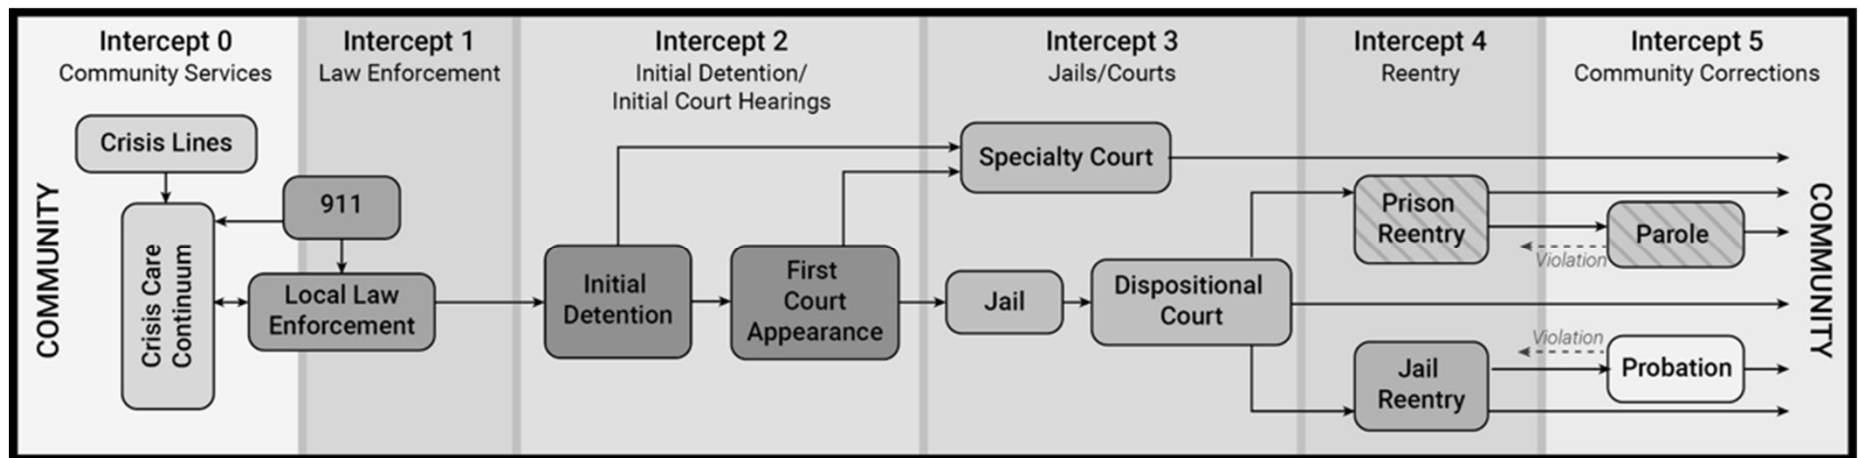 Intercept 0
Community Services
Intercept 1
Law Enforcement
Intercept 2
Initial Detention/
Initial Court Hearings
Intercept 3
Jails/Courts
Intercept 4
Reentry
Intercept 5
Community Corrections
COMMUNITY
Crisis Lines
Crisis Care
Continuum
911
Local Law
Enforcement
Initial
Detention
First
Court
Appearance
Specialty Court
Jail
Dispositional
Court
Prison
Reentry
Parole
Violation
Violation
Jail
Reentry
Probation
COMMUNITY